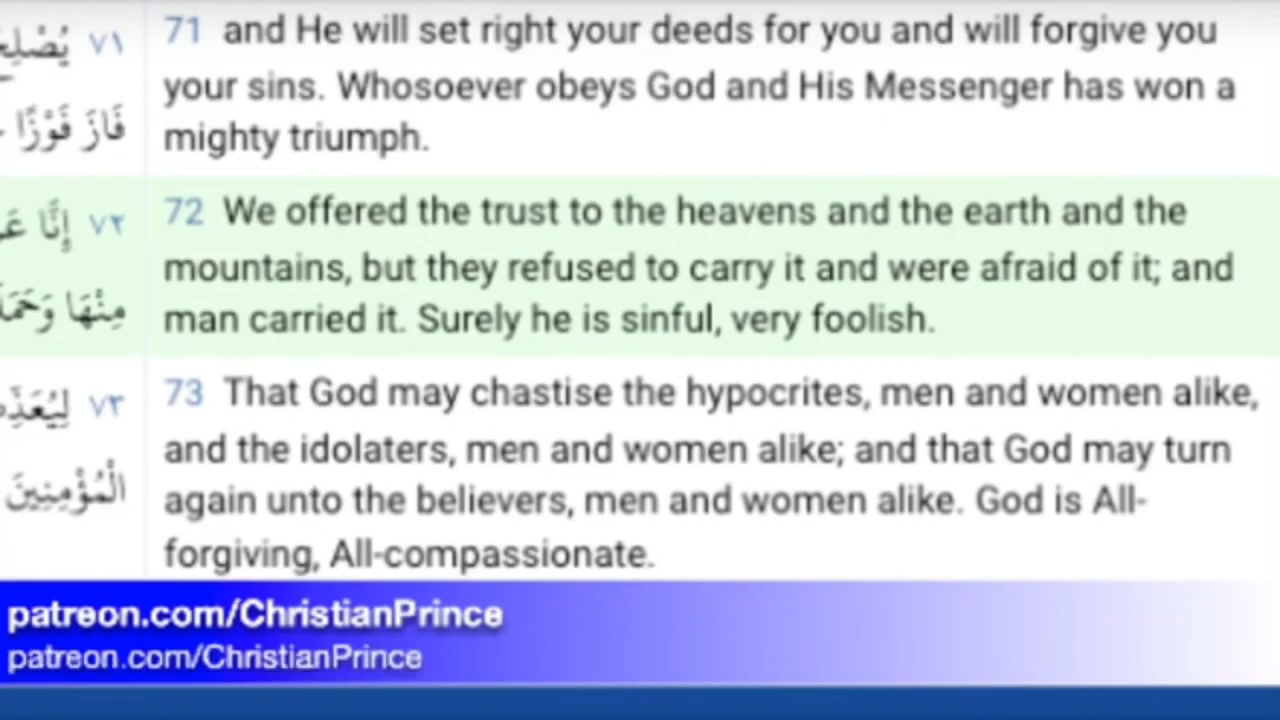 71 and He will set right your deeds for you and will forgive you
your sins. Whosoever obeys God and His Messenger has won a
mighty triumph.
٧١
فَازَ فَوْزًا
72 We offered the trust to the heavens and the earth and the
mountains, but they refused to carry it and were afraid of it; and
man carried it. Surely he is sinful, very foolish.
٧٢ إِنَّا
مِنْهَا
73 That God may chastise the hypocrites, men and women alike,
and the idolaters, men and women alike; and that God may turn
again unto the believers, men and women alike. God is All-
forgiving, All-compassionate.
٧٣
الْمُؤْمِنِينَ
patreon.com/ChristianPrince
patreon.com/ChristianPrince